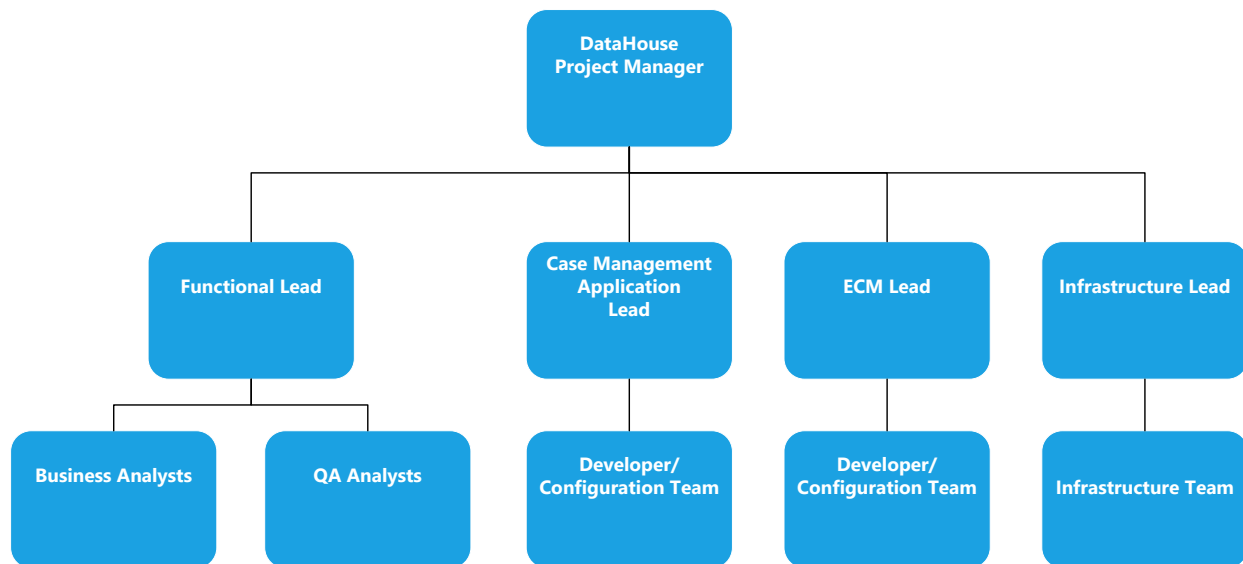 DataHouse
Project Manager
Functional Lead
Case Management
Application
Lead
ECM Lead
Infrastructure Lead
Business Analysts
QA Analysts
Developer/
Configuration Team
Developer/
Configuration Team
Infrastructure Team